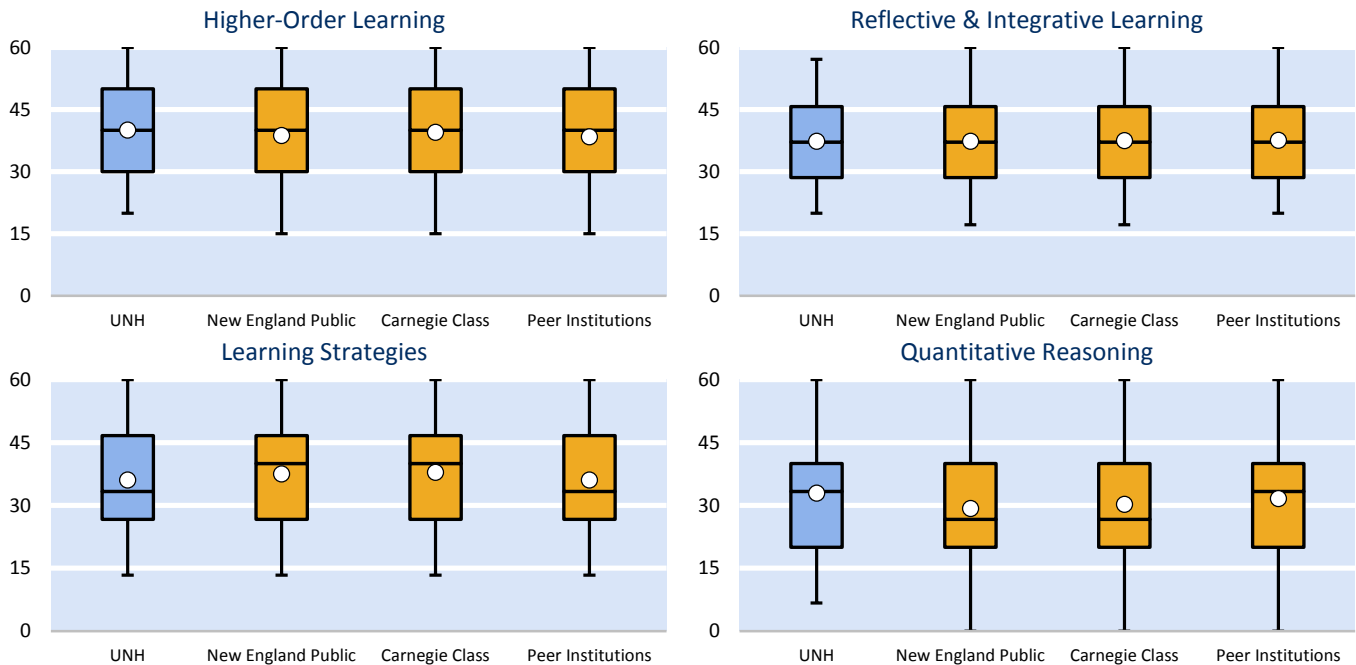 Higher-Order Learning
60
45
30
15
0
UNH New England Public Carnegie Class Peer Institutions
Reflective & Integrative Learning
60
45
30
15
0
UNH New England Public Carnegie Class Peer Institutions
Learning Strategies
60
45
30
15
0
UNH New England Public Carnegie Class Peer Institutions
Quantitative Reasoning
60
45
30
15
0
UNH New England Public Carnegie Class Peer Institutions